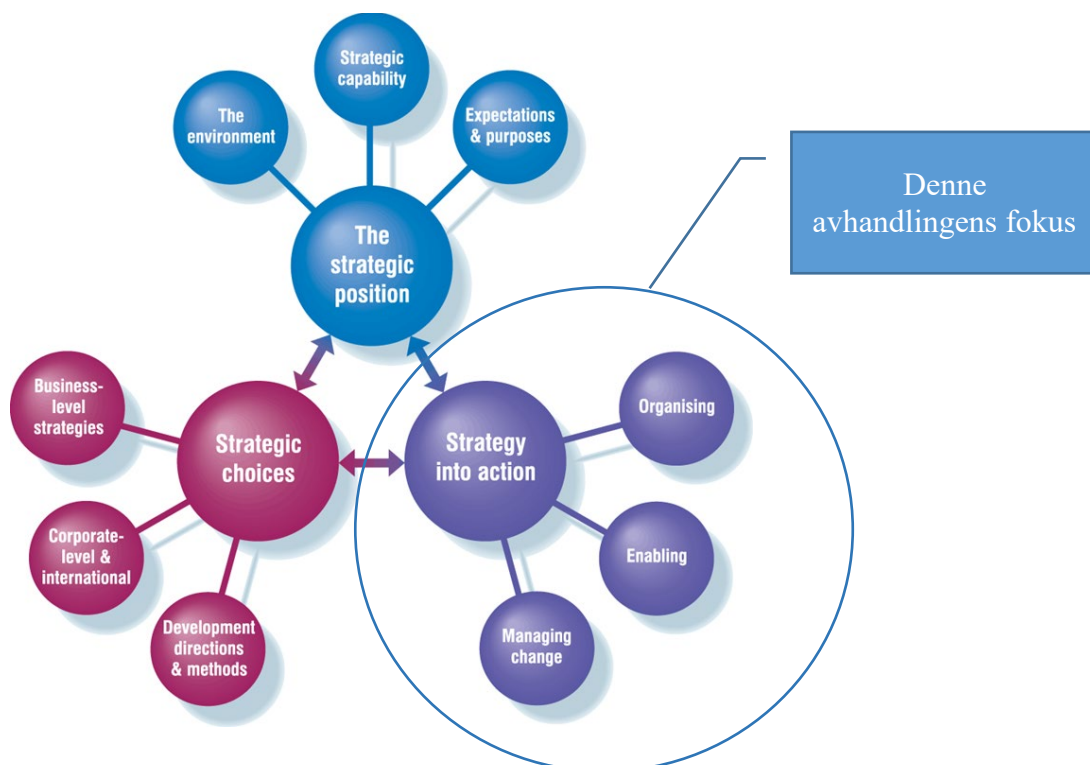 Strategic
capability
The
environment
Expectations
& purposes
Denne
avhandlingens fokus
The
strategic
position
Business-
level
strategies
Strategic
choices
Strategy
into action
Organising
Corporate-
level &
international
Enabling
Development
directions
& methods
Managing
change